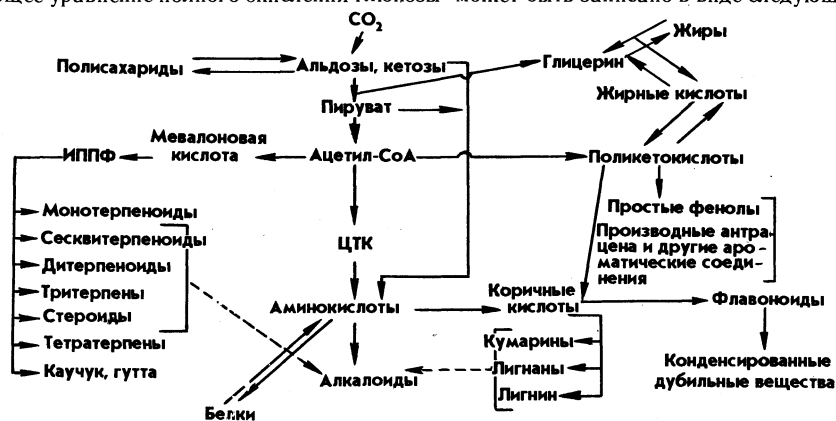 щее уравнение полного окисления глюкозы может быть записано в виде следующ
CO₂
Жиры
Полисахариды
Альдозы, кетозы
Глицерин
Пируват
Жирные кислоты
Мевалоновая
кислота
ИППФ
Ацетил-СоА
Поликетокислоты
Монотерпеноиды
Сесквитерпеноиды
Дитерпеноиды
Тритерпены
Стероиды
Тетратерпены
Каучук, гутта
Простые фенолы
Производные антра-
цена и другие аро-
матические соеди-
нения
ЦТК
Аминокислоты
Коричные
кислоты
Флавоноиды
Кумарины
Лигнаны
Лигнин
Алкалоиды
Белки
Конденсированные
дубильные вещества